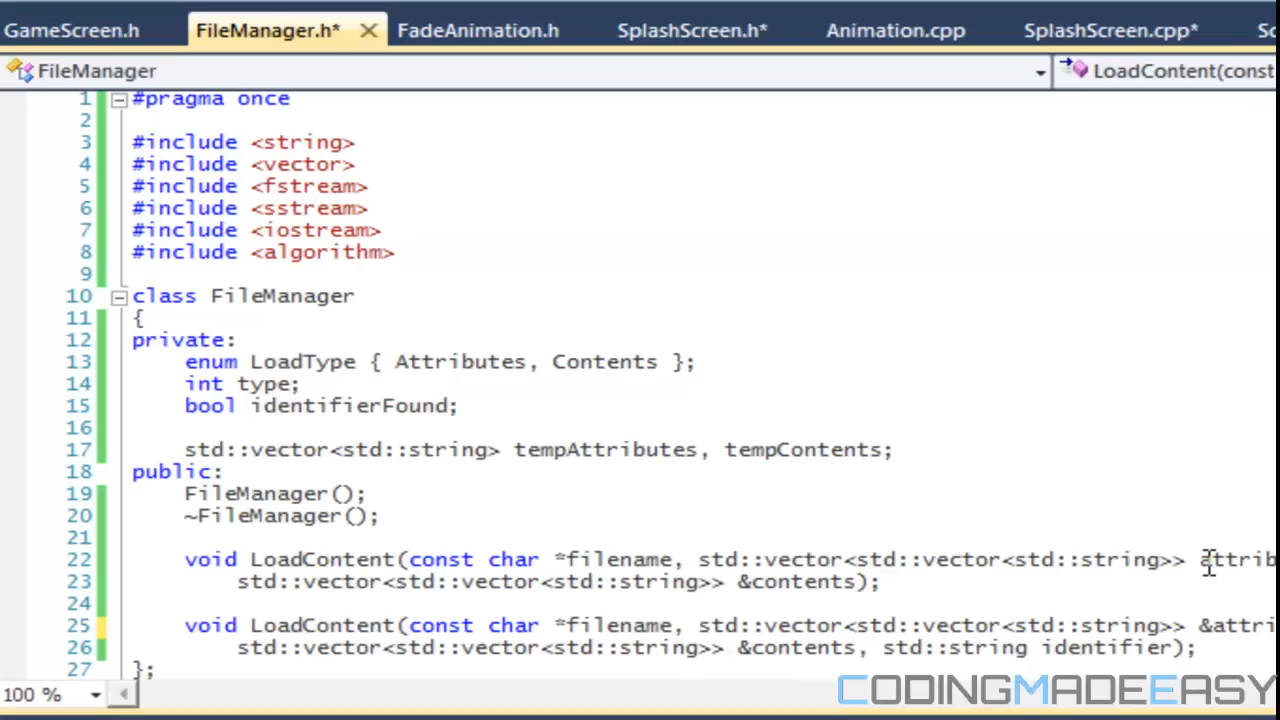 GameScreen.h FileManager.h* FadeAnimation.h SplashScreen.h* Animation.cpp SplashScreen.cpp* Sc
FileManager LoadContent(const
1 #pragma once
2
3 #include <string>
4 #include <vector>
5 #include <fstream>
6 #include <sstream>
7 #include <iostream>
8 #include <algorithm>
9
10 class FileManager
11 {
12 private:
13 enum LoadType { Attributes, Contents };
14 int type;
15 bool identifierFound;
16
17 std::vector<std::string> tempAttributes, tempContents;
18 public:
19 FileManager();
20 ~FileManager();
21
22 void LoadContent(const char *filename, std::vector<std::vector<std::string>> attrib
23 std::vector<std::vector<std::string>> &contents);
24
25 void LoadContent(const char *filename, std::vector<std::vector<std::string>> &attri
26 std::vector<std::vector<std::string>> &contents, std::string identifier);
27 };
100 %
CODINGMADEEASY